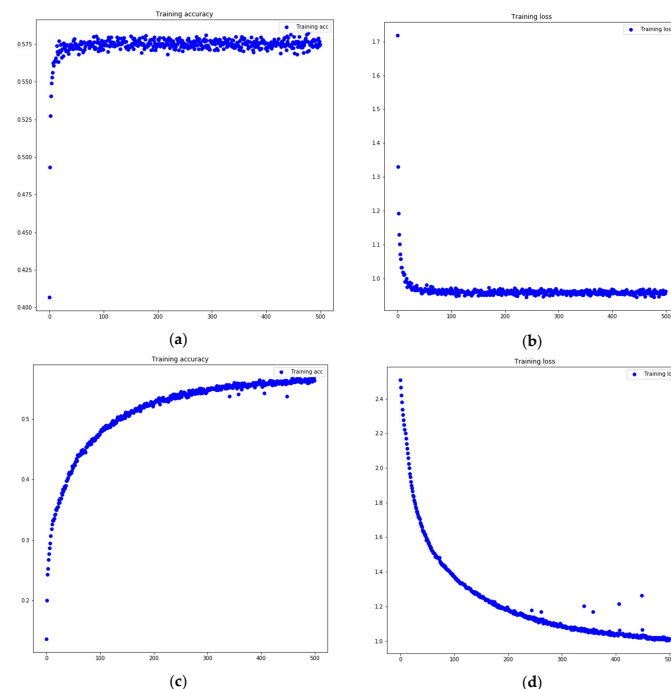 Training accuracy
Training acc
0.575
0.550
0.525
0.500
0.475
0.450
0.425
0.400
0 100 200 300 400 500
(a)
Training loss
Training loss
1.7
1.6
1.5
1.4
1.3
1.2
1.1
1.0
0 100 200 300 400 500
(b)
Training accuracy
Training acc
0.5
0.4
0.3
0.2
0 100 200 300 400 500
(c)
Training loss
Training lo
2.4
2.2
2.0
1.8
1.6
1.4
1.2
1.0
0 100 200 300 400 500
(d)